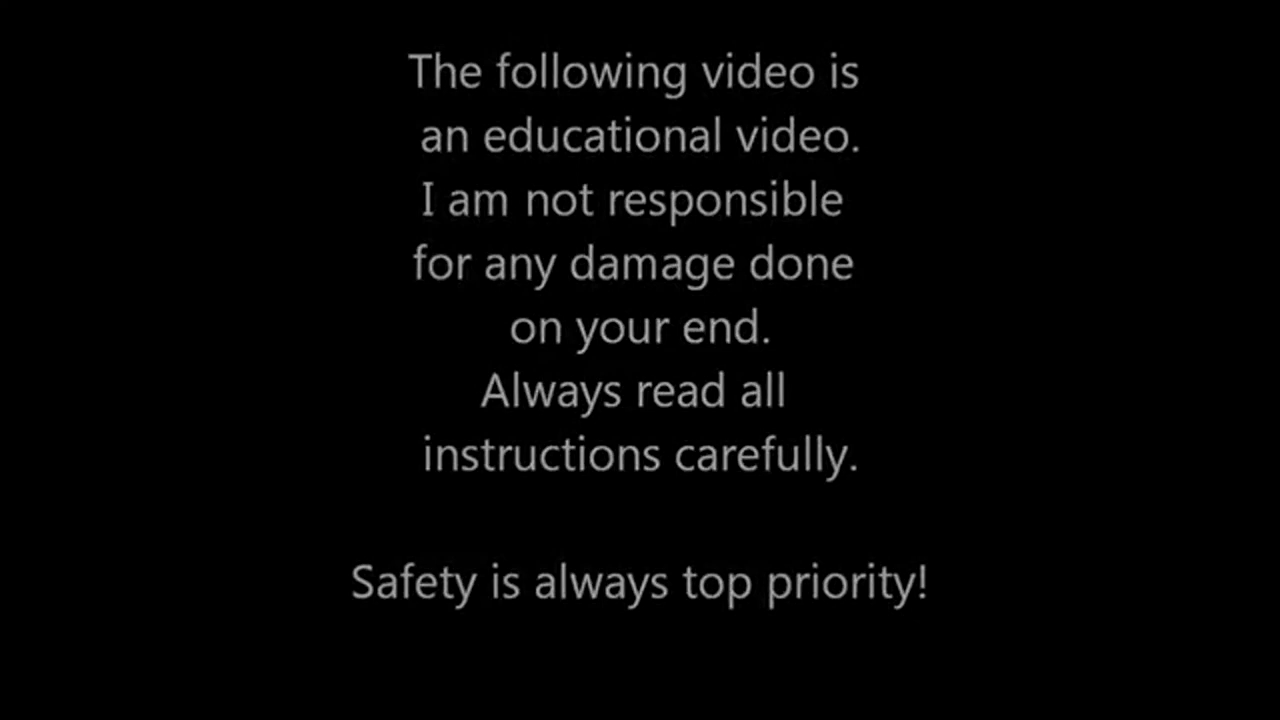 The following video is
an educational video.
I am not responsible
for any damage done
on your end.
Always read all
instructions carefully.
Safety is always top priority!